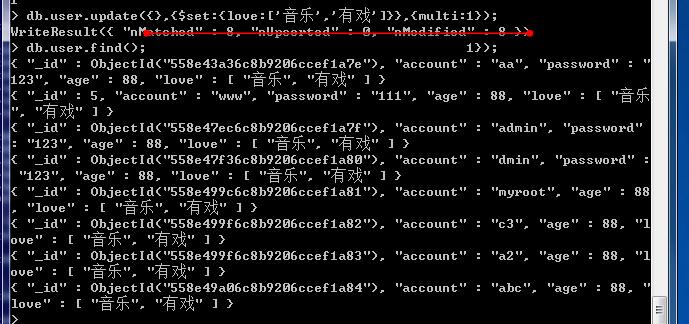 > db.user.update({},{$set:{love:['音乐','有戏']}},{multi:1});
WriteResult({ "nMatched" : 8, "nUpserted" : 0, "nModified" : 8 })
> db.user.find(); 1});
{ "_id" : ObjectId("558e43a36c8b9206ccef1a7e"), "account" : "aa", "password" :
"123", "age" : 88, "love" : [ "音乐", "有戏" ] }
{ "_id" : 5, "account" : "www", "password" : "111", "age" : 88, "love" : [ "音乐
", "有戏" ] }
{ "_id" : ObjectId("558e47ec6c8b9206ccef1a7f"), "account" : "admin", "password"
: "123", "age" : 88, "love" : [ "音乐", "有戏" ] }
{ "_id" : ObjectId("558e47f36c8b9206ccef1a80"), "account" : "dmin", "password" :
"123", "age" : 88, "love" : [ "音乐", "有戏" ] }
{ "_id" : ObjectId("558e499c6c8b9206ccef1a81"), "account" : "myroot", "age" : 88
, "love" : [ "音乐", "有戏" ] }
{ "_id" : ObjectId("558e499f6c8b9206ccef1a82"), "account" : "c3", "age" : 88, "l
ove" : [ "音乐", "有戏" ] }
{ "_id" : ObjectId("558e499f6c8b9206ccef1a83"), "account" : "a2", "age" : 88, "l
ove" : [ "音乐", "有戏" ] }
{ "_id" : ObjectId("558e49a06c8b9206ccef1a84"), "account" : "abc", "age" : 88, "
love" : [ "音乐", "有戏" ] }
>